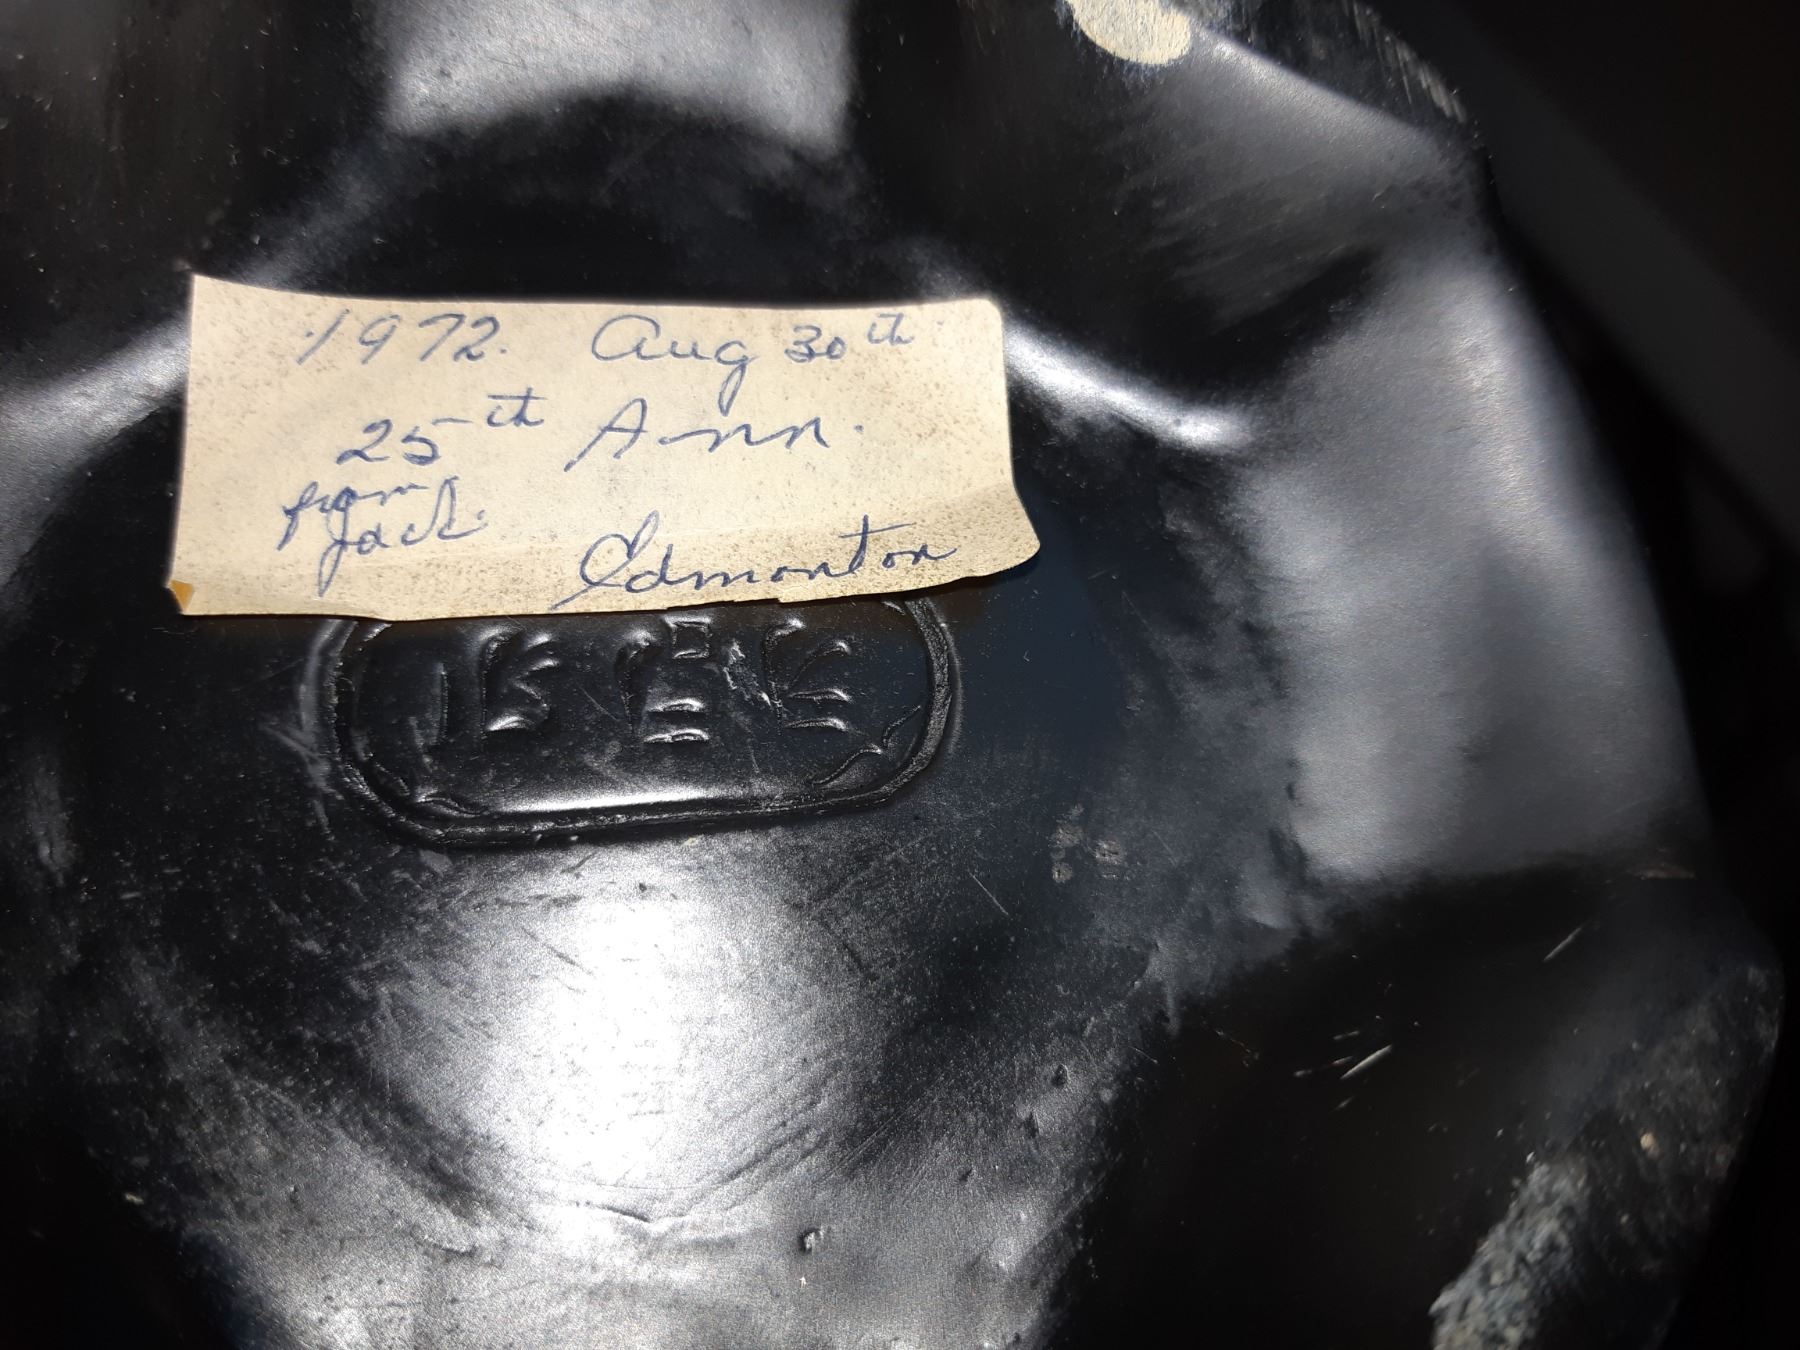 1972. Aug 30th
25th Ann.
from
Jack.
Edmonton